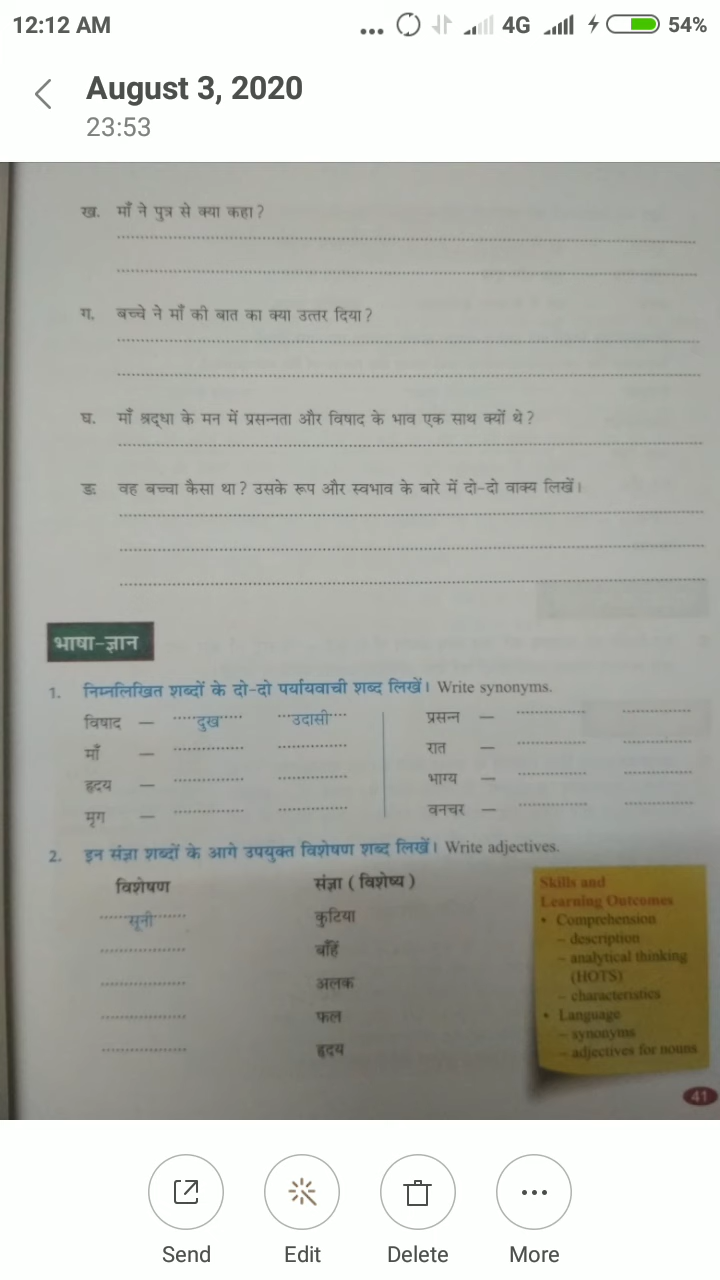 12:12 AM ... 4G 54%
August 3, 2020
23:53
ख. माँ ने पुत्र से क्या कहा?
ग. बच्चे ने माँ की बात का क्या उत्तर दिया?
घ. माँ श्रद्धा के मन में प्रसन्नता और विषाद के भाव एक साथ क्यों थे?
ङ वह बच्चा कैसा था? उसके रूप और स्वभाव के बारे में दो-दो वाक्य लिखें।
भाषा-ज्ञान
1. निम्नलिखित शब्दों के दो-दो पर्यायवाची शब्द लिखें। Write synonyms.
विषाद — दुख उदासी प्रसन्न —
माँ — रात —
हृदय — भाग्य —
मृग — वनचर —
2. इन संज्ञा शब्दों के आगे उपयुक्त विशेषण शब्द लिखें। Write adjectives.
विशेषण संज्ञा (विशेष्य)
सूनी कुटिया
बाँहें
अलक
फल
हृदय
Skills and
Learning Outcomes
• Comprehension
– description
– analytical thinking
(HOTS)
– characteristics
• Language
– synonyms
– adjectives for nouns
41
Send Edit Delete More